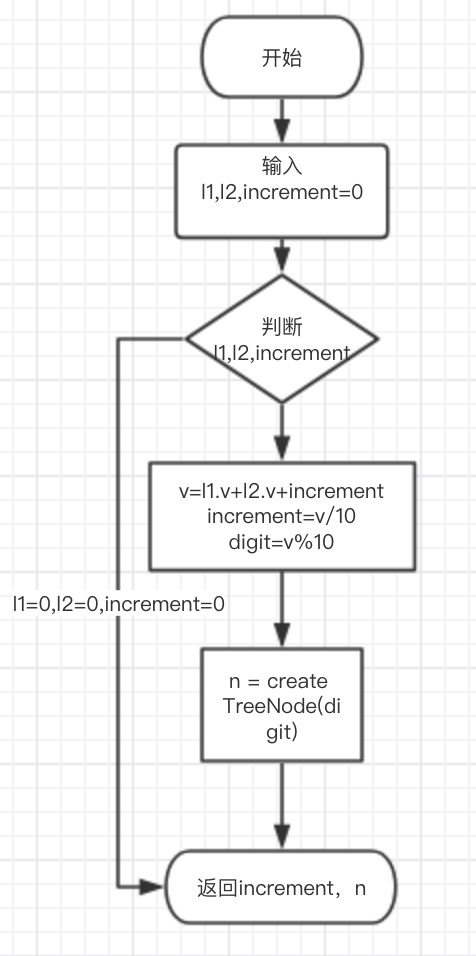 开始
输入
l1,l2,increment=0
判断
l1,l2,increment
v=l1.v+l2.v+increment
increment=v/10
digit=v%10
l1=0,l2=0,increment=0
n = create
TreeNode(di
git)
返回increment，n